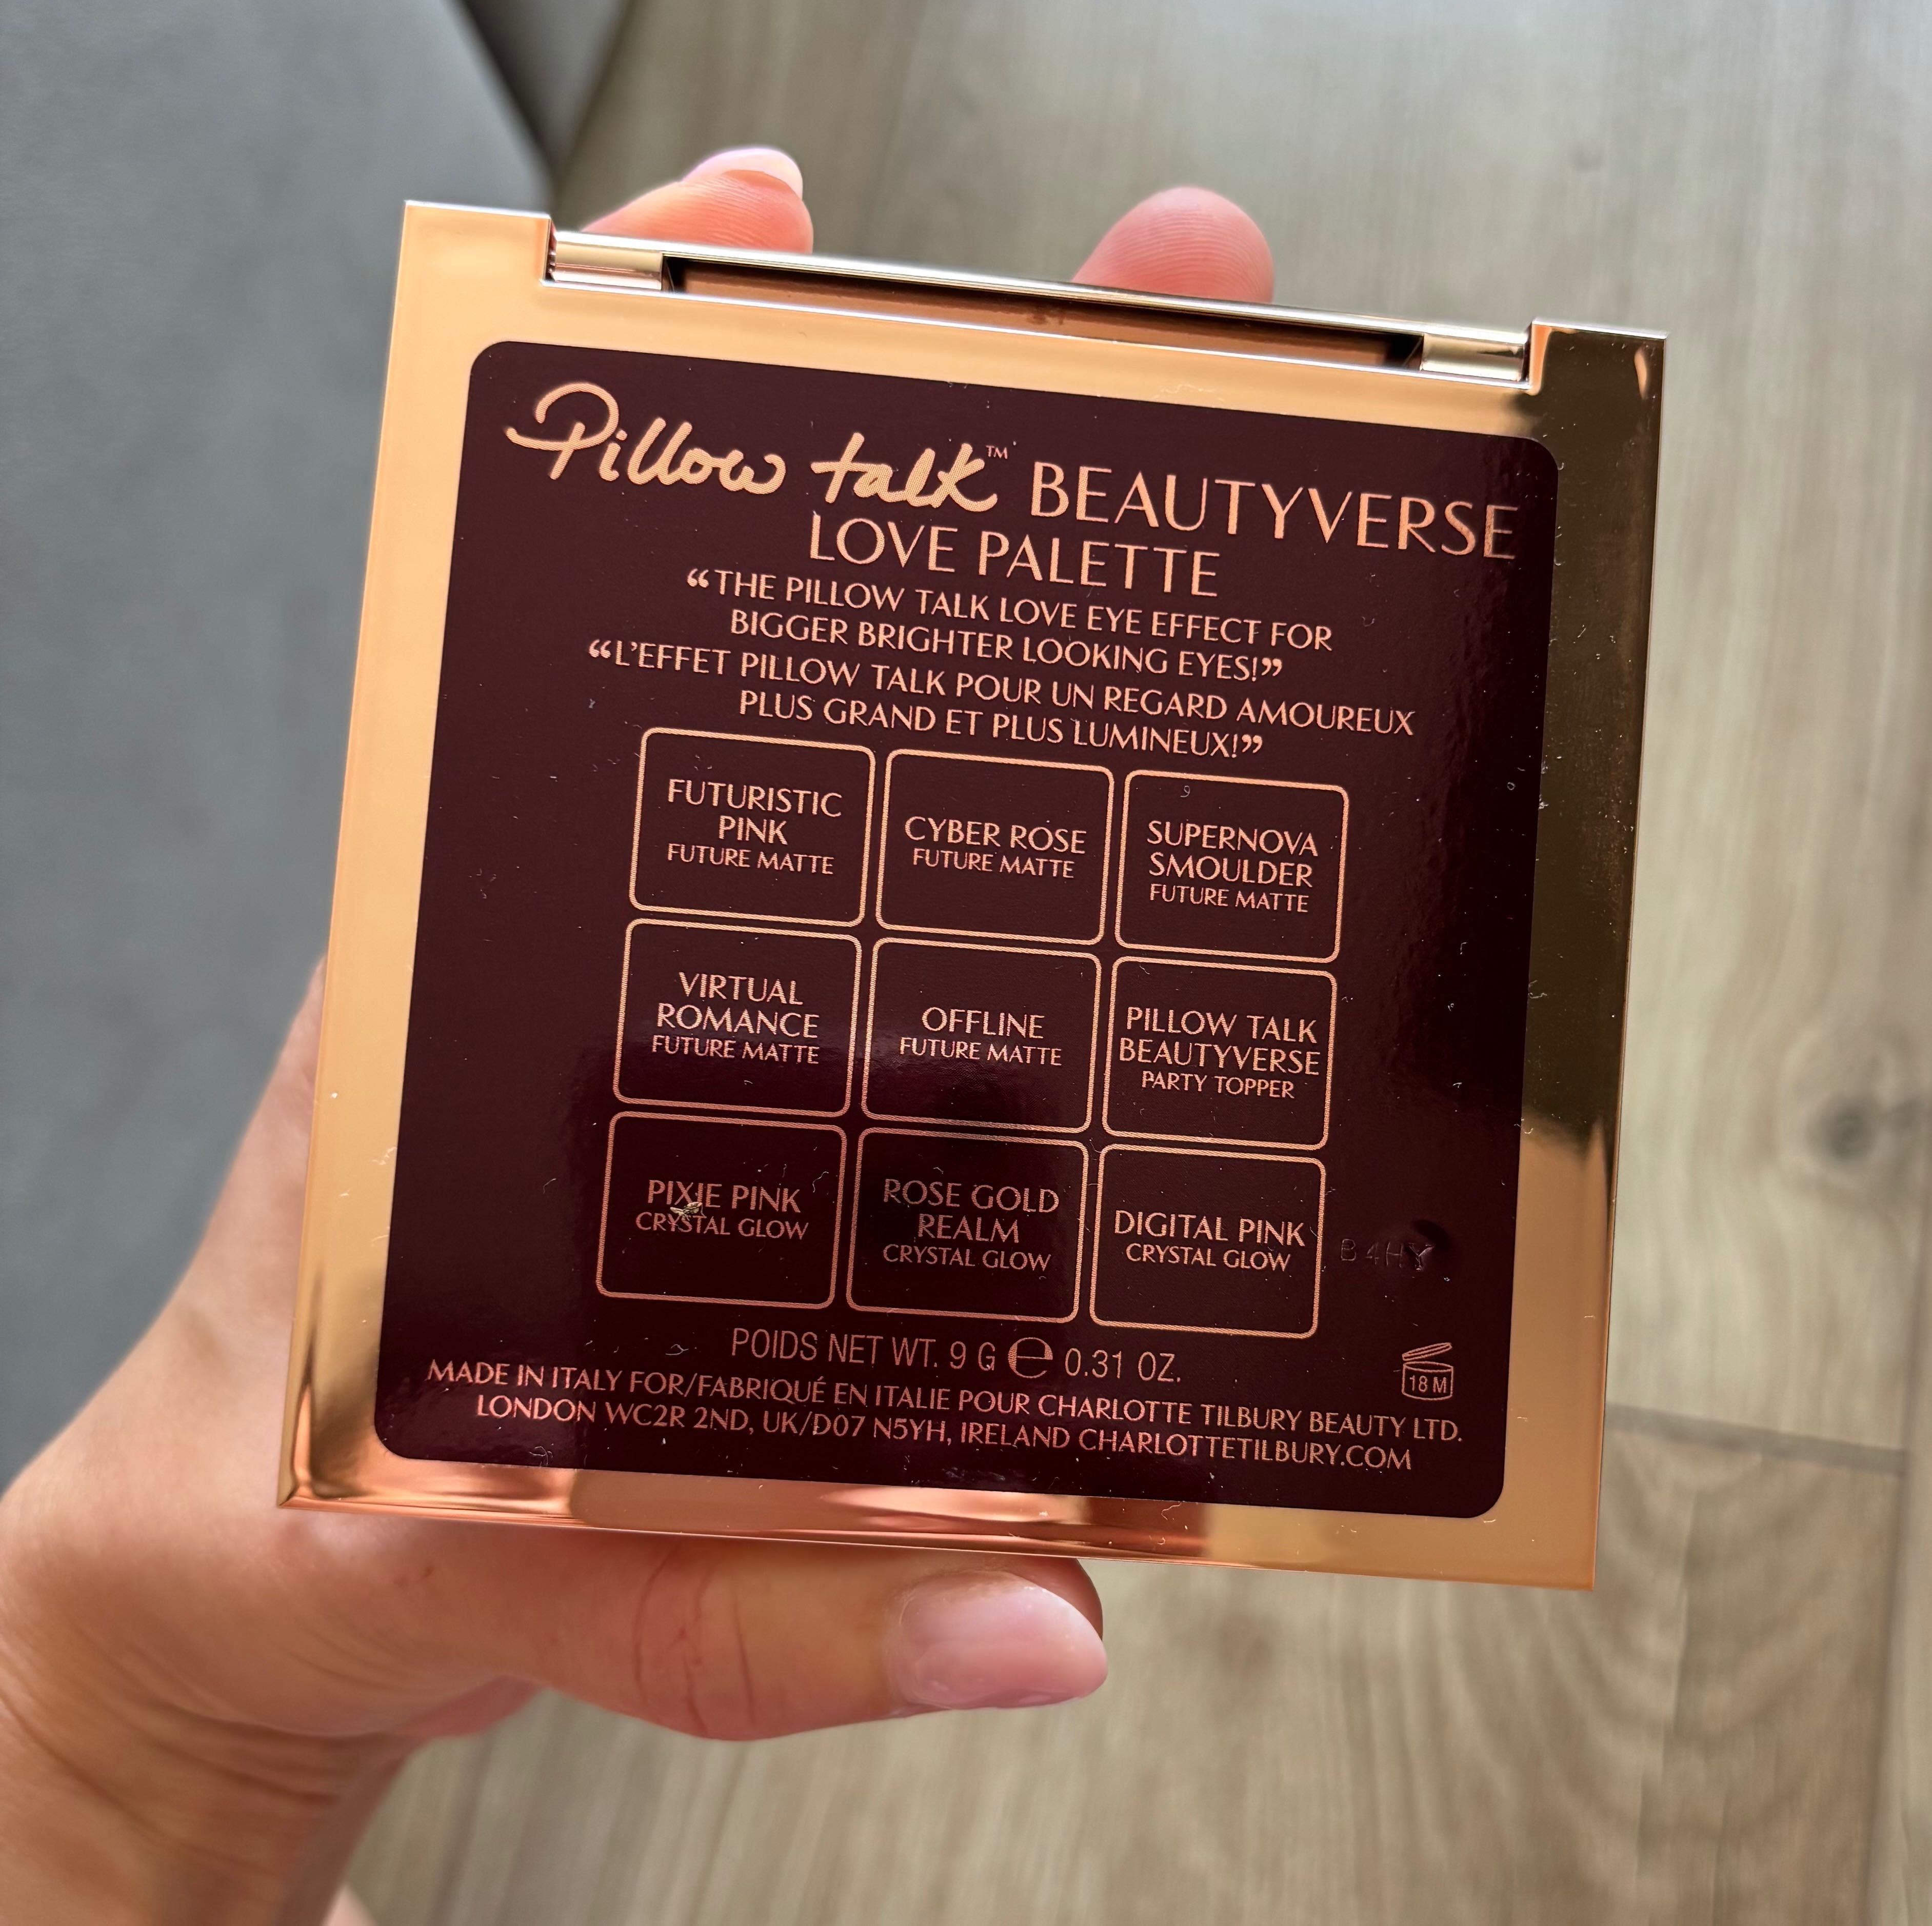 Pillow talk™ BEAUTYVERSE
LOVE PALETTE
“THE PILLOW TALK LOVE EYE EFFECT FOR
BIGGER BRIGHTER LOOKING EYES!”
“L'EFFET PILLOW TALK POUR UN REGARD AMOUREUX
PLUS GRAND ET PLUS LUMINEUX!”
FUTURISTIC
PINK
FUTURE MATTE
CYBER ROSE
FUTURE MATTE
SUPERNOVA
SMOULDER
FUTURE MATTE
VIRTUAL
ROMANCE
FUTURE MATTE
OFFLINE
FUTURE MATTE
PILLOW TALK
BEAUTYVERSE
PARTY TOPPER
PIXIE PINK
CRYSTAL GLOW
ROSE GOLD
REALM
CRYSTAL GLOW
DIGITAL PINK
CRYSTAL GLOW
B4HY
POIDS NET WT. 9 G ℮ 0.31 OZ.
18 M
MADE IN ITALY FOR/FABRIQUÉ EN ITALIE POUR CHARLOTTE TILBURY BEAUTY LTD.
LONDON WC2R 2ND, UK/D07 N5YH, IRELAND CHARLOTTETILBURY.COM